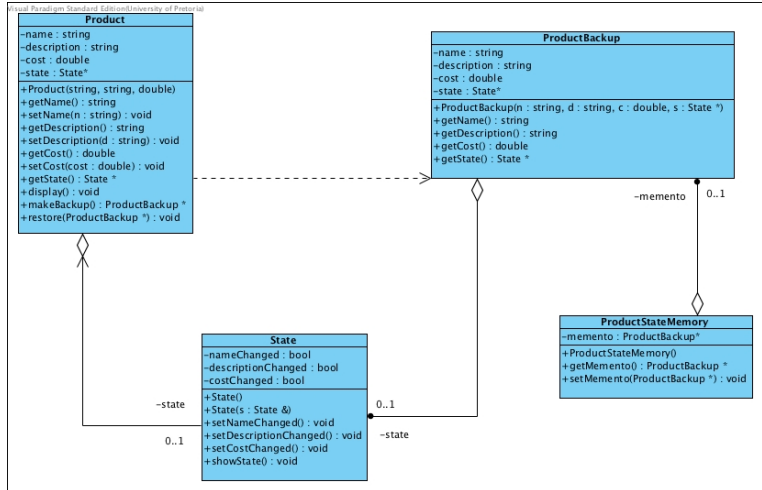 Visual Paradigm Standard Edition(University of Pretoria)
Product
-name : string
-description : string
-cost : double
-state : State*
+Product(string, string, double)
+getName() : string
+setName(n : string) : void
+getDescription() : string
+setDescription(d : string) : void
+getCost() : double
+setCost(cost : double) : void
+getState() : State *
+display() : void
+makeBackup() : ProductBackup *
+restore(ProductBackup *) : void
ProductBackup
-name : string
-description : string
-cost : double
-state : State*
+ProductBackup(n : string, d : string, c : double, s : State *)
+getName() : string
+getDescription() : string
+getCost() : double
+getState() : State *
-memento
0..1
ProductStateMemory
-memento : ProductBackup*
+ProductStateMemory()
+getMemento() : ProductBackup *
+setMemento(ProductBackup *) : void
State
-nameChanged : bool
-descriptionChanged : bool
-costChanged : bool
+State()
+State(s : State &)
+setNameChanged() : void
+setDescriptionChanged() : void
+setCostChanged() : void
+showState() : void
-state
0..1
0..1
-state